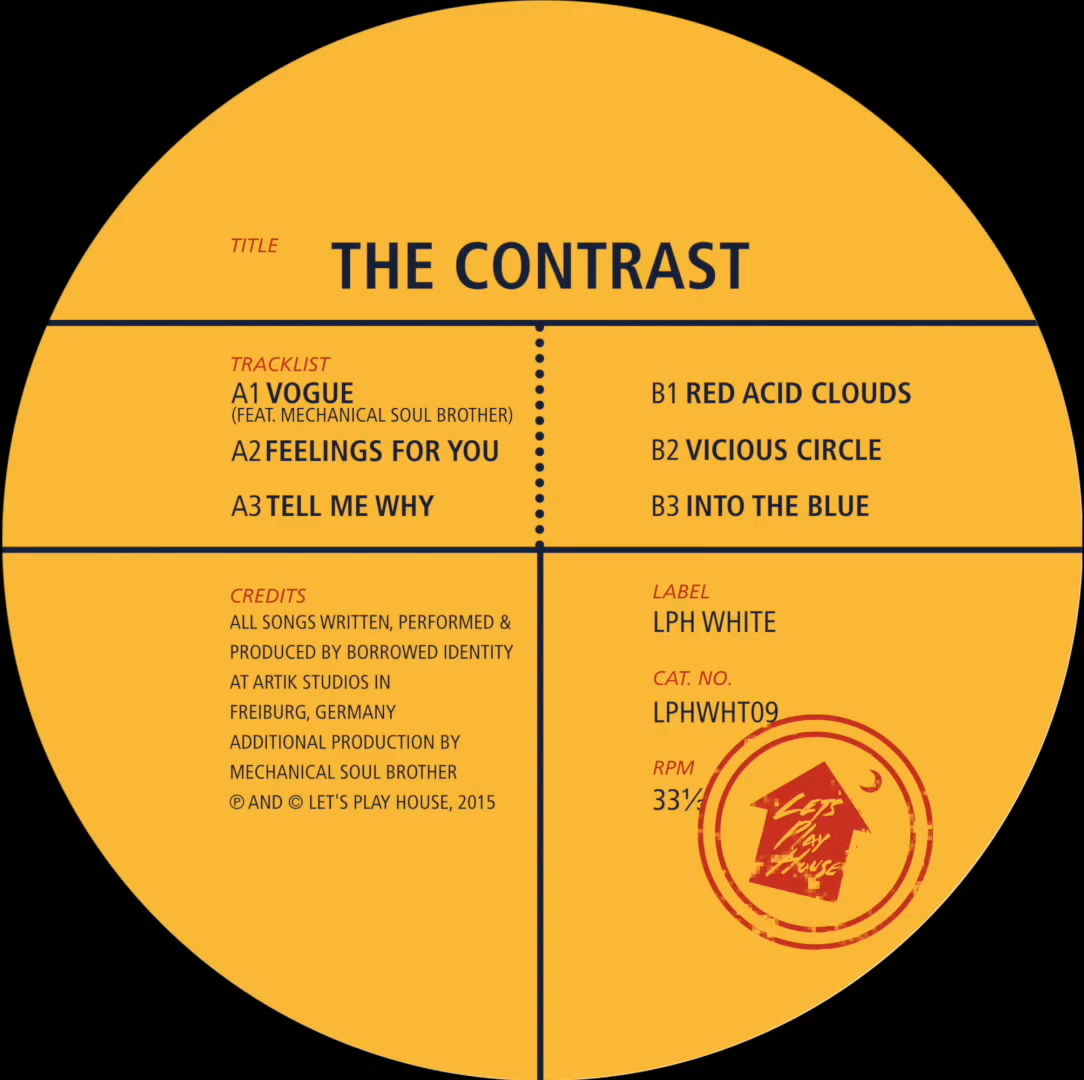 TITLE
THE CONTRAST
TRACKLIST
A1 VOGUE
(FEAT. MECHANICAL SOUL BROTHER)
A2 FEELINGS FOR YOU
A3 TELL ME WHY
B1 RED ACID CLOUDS
B2 VICIOUS CIRCLE
B3 INTO THE BLUE
CREDITS
ALL SONGS WRITTEN, PERFORMED &
PRODUCED BY BORROWED IDENTITY
AT ARTIK STUDIOS IN
FREIBURG, GERMANY
ADDITIONAL PRODUCTION BY
MECHANICAL SOUL BROTHER
℗ AND © LET'S PLAY HOUSE, 2015
LABEL
LPH WHITE
CAT. NO.
LPHWHT09
RPM
33⅓
LETS
Play
House